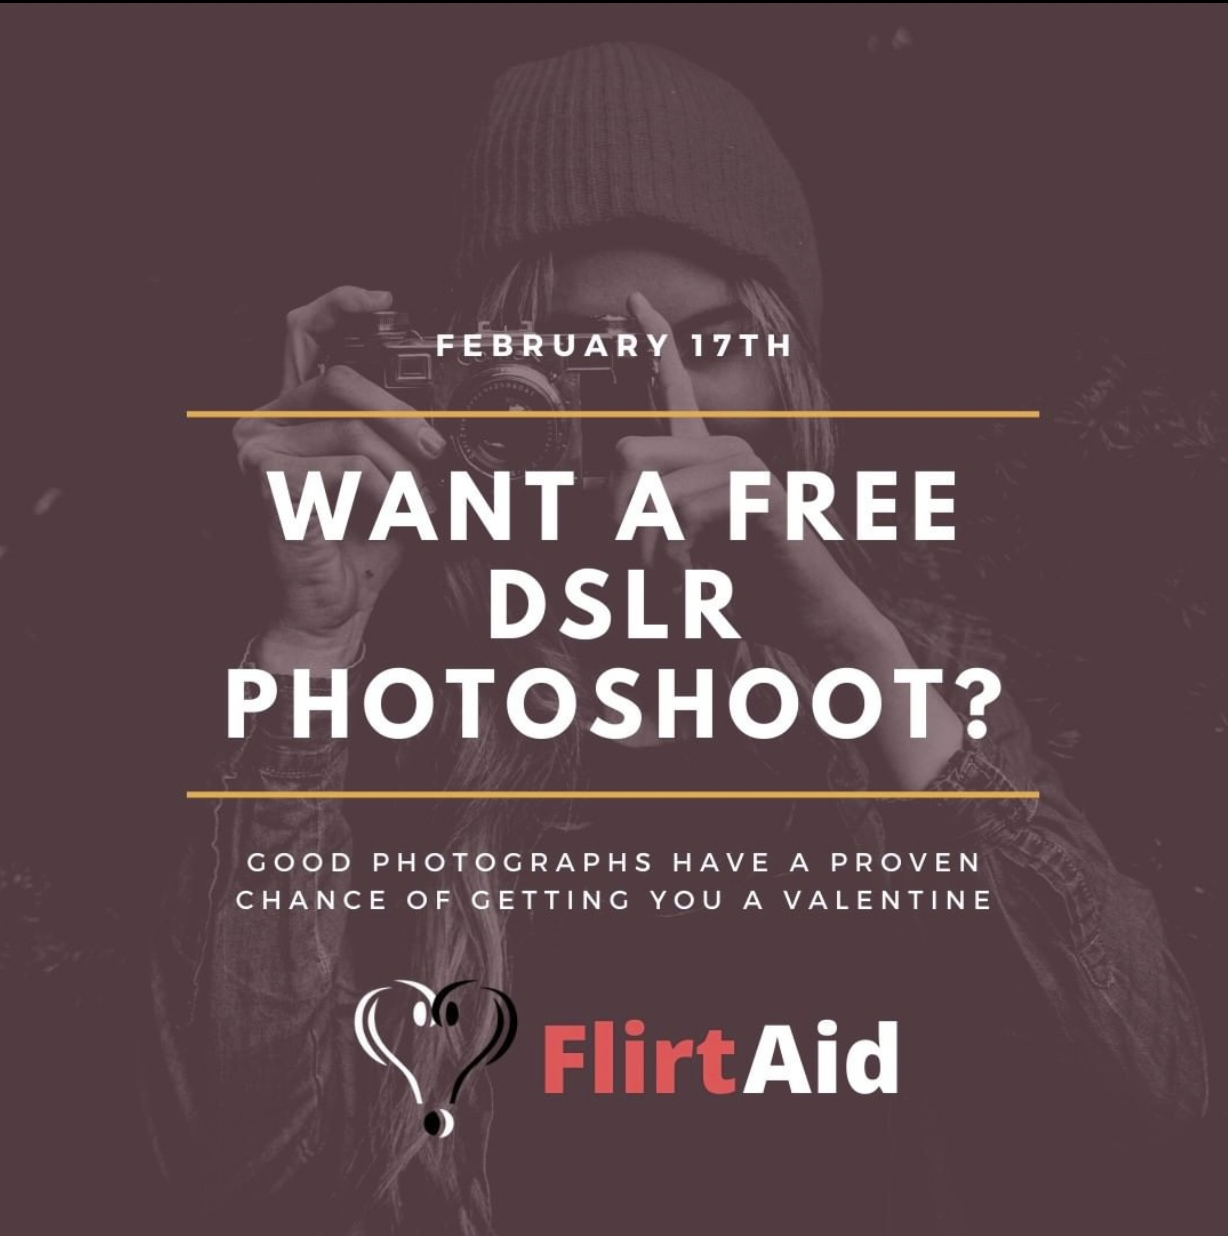 FEBRUARY 17TH
WANT A FREE
DSLR
PHOTOSHOOT?
GOOD PHOTOGRAPHS HAVE A PROVEN
CHANCE OF GETTING YOU A VALENTINE
FlirtAid